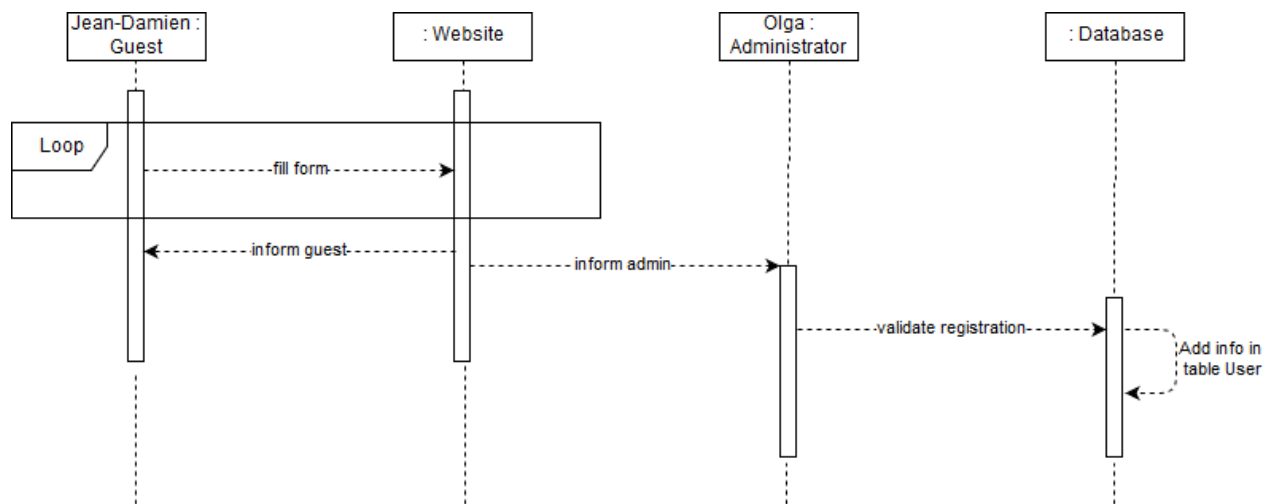 Jean-Damien :
Guest
: Website
Olga :
Administrator
: Database
Loop
fill form
inform guest
inform admin
validate registration
Add info in
table User